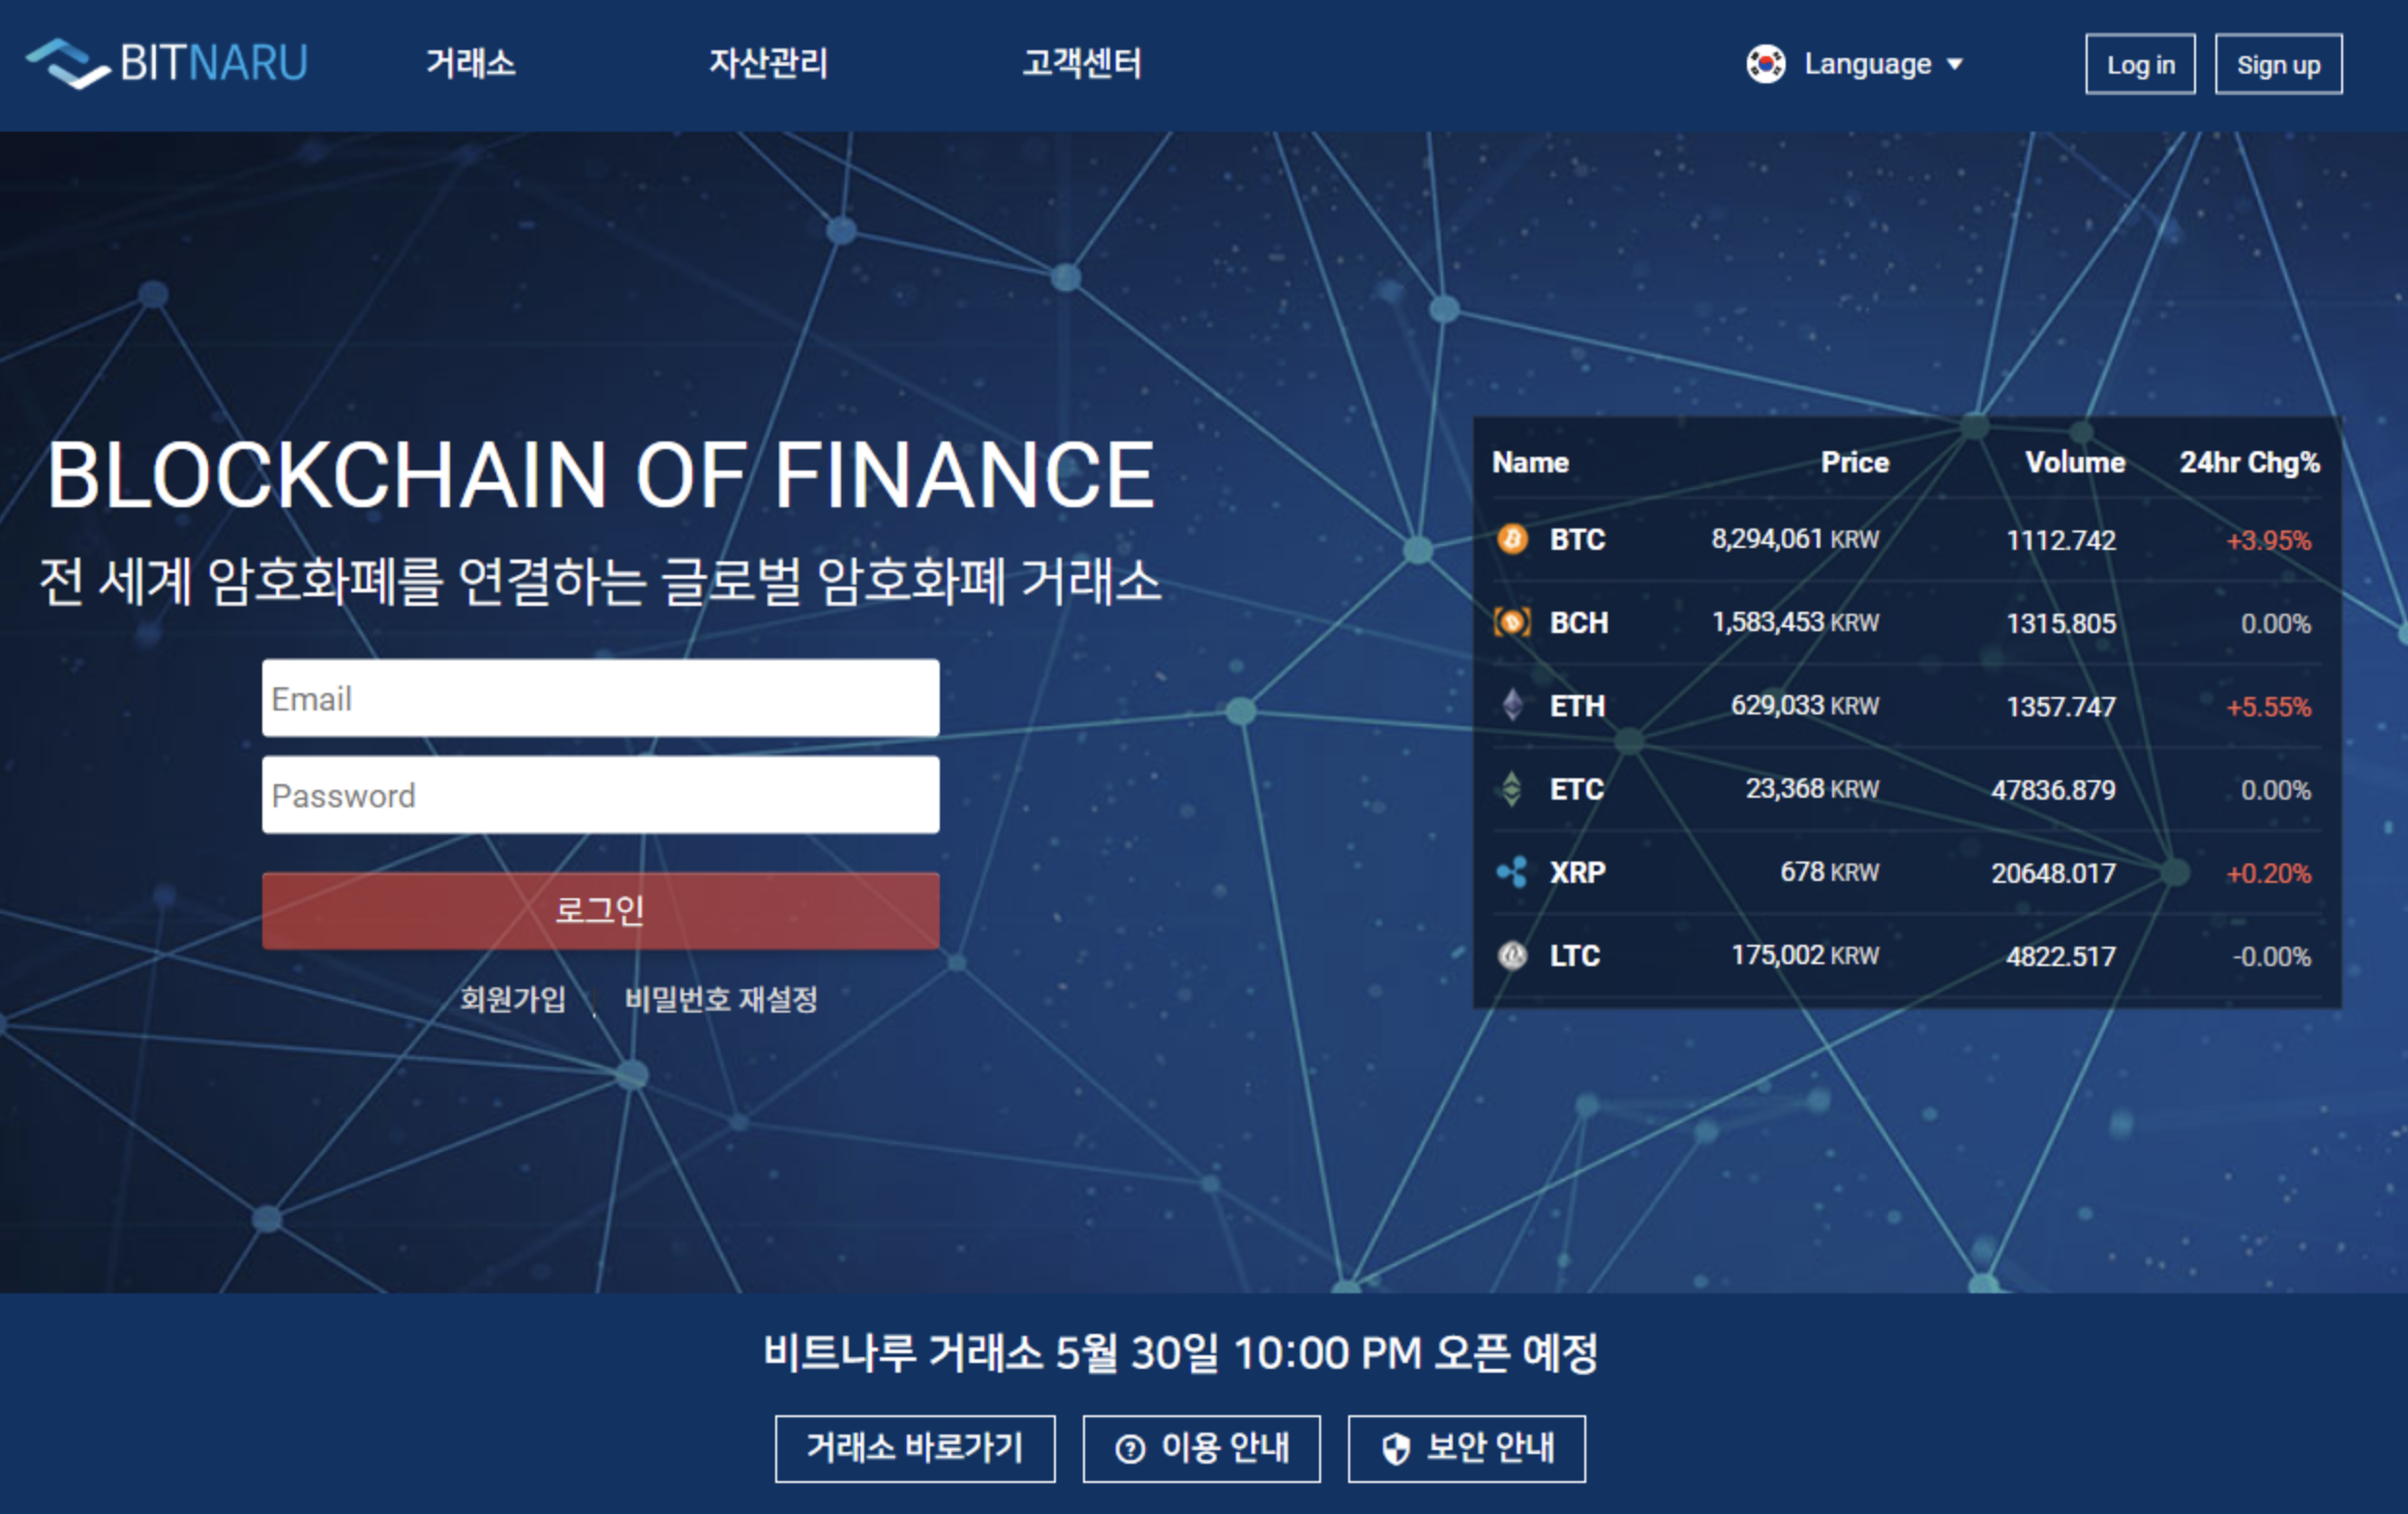 BITNARU 거래소 자산관리 고객센터 Language Log in Sign up
BLOCKCHAIN OF FINANCE
전 세계 암호화폐를 연결하는 글로벌 암호화폐 거래소
Email
Password
로그인
회원가입 | 비밀번호 재설정
Name Price Volume 24hr Chg%
BTC 8,294,061 KRW 1112.742 +3.95%
BCH 1,583,453 KRW 1315.805 0.00%
ETH 629,033 KRW 1357.747 +5.55%
ETC 23,368 KRW 47836.879 0.00%
XRP 678 KRW 20648.017 +0.20%
LTC 175,002 KRW 4822.517 -0.00%
비트나루 거래소 5월 30일 10:00 PM 오픈 예정
거래소 바로가기 이용 안내 보안 안내